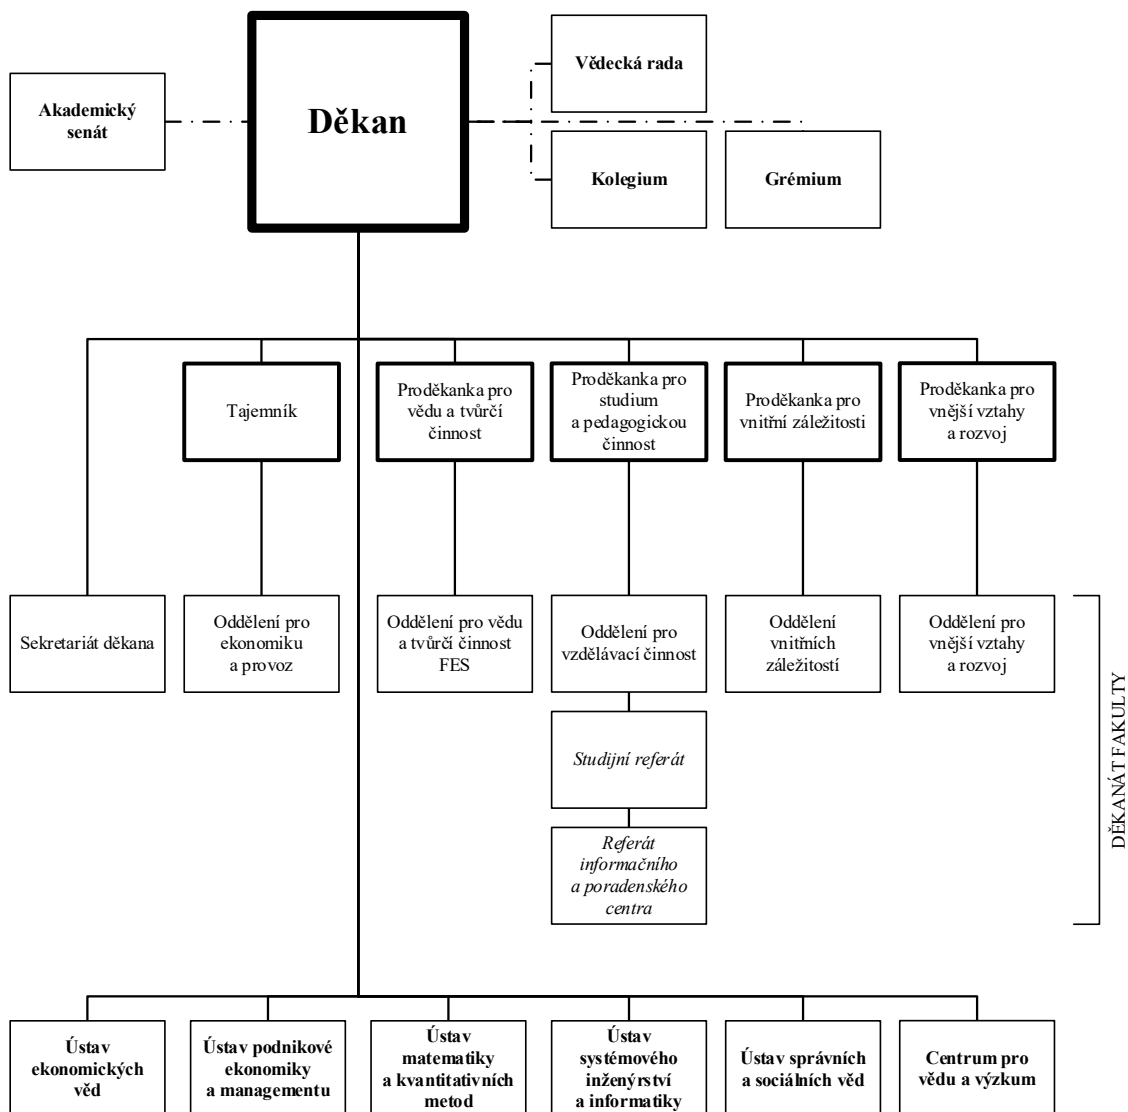 Akademický
senát
Děkan
Vědecká rada
Kolegium
Grémium
Tajemník
Proděkanka pro
vědu a tvůrčí
činnost
Proděkanka pro
studium
a pedagogickou
činnost
Proděkanka pro
vnitřní záležitosti
Proděkanka pro
vnější vztahy
a rozvoj
Sekretariát děkana
Oddělení pro
ekonomiku
a provoz
Oddělení pro vědu
a tvůrčí činnost
FES
Oddělení pro
vzdělávací činnost
Oddělení
vnitřních
záležitostí
Oddělení pro
vnější vztahy
a rozvoj
Studijní referát
Referát
informačního
a poradenského
centra
DĚKANÁT FAKULTY
Ústav
ekonomických
věd
Ústav podnikové
ekonomiky
a managementu
Ústav
matematiky
a kvantitativních
metod
Ústav
systémového
inženýrství
a informatiky
Ústav správních
a sociálních věd
Centrum pro
vědu a výzkum